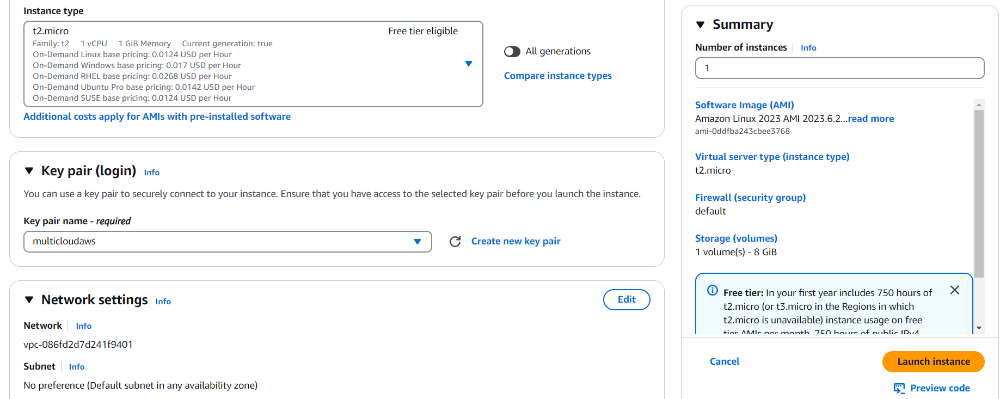 Instance type
t2.micro
Free tier eligible
Family: t2 1 vCPU 1 GiB Memory Current generation: true
On-Demand Linux base pricing: 0.0124 USD per Hour
On-Demand Windows base pricing: 0.017 USD per Hour
On-Demand RHEL base pricing: 0.0268 USD per Hour
On-Demand Ubuntu Pro base pricing: 0.0142 USD per Hour
On-Demand SUSE base pricing: 0.0124 USD per Hour
All generations
Compare instance types
Additional costs apply for AMIs with pre-installed software
Key pair (login) Info
You can use a key pair to securely connect to your instance. Ensure that you have access to the selected key pair before you launch the instance.
Key pair name - required
multicloudaws
Create new key pair
Network settings Info
Edit
Network Info
vpc-086fd2d7d241f9401
Subnet Info
No preference (Default subnet in any availability zone)
Summary
Number of instances Info
1
Software Image (AMI)
Amazon Linux 2023 AMI 2023.6.2...read more
ami-0ddfba243cbee3768
Virtual server type (instance type)
t2.micro
Firewall (security group)
default
Storage (volumes)
1 volume(s) - 8 GiB
Free tier: In your first year includes 750 hours of
t2.micro (or t3.micro in the Regions in which
t2.micro is unavailable) instance usage on free
tier AMIs per month, 750 hours of public IPv4
Cancel
Launch instance
Preview code